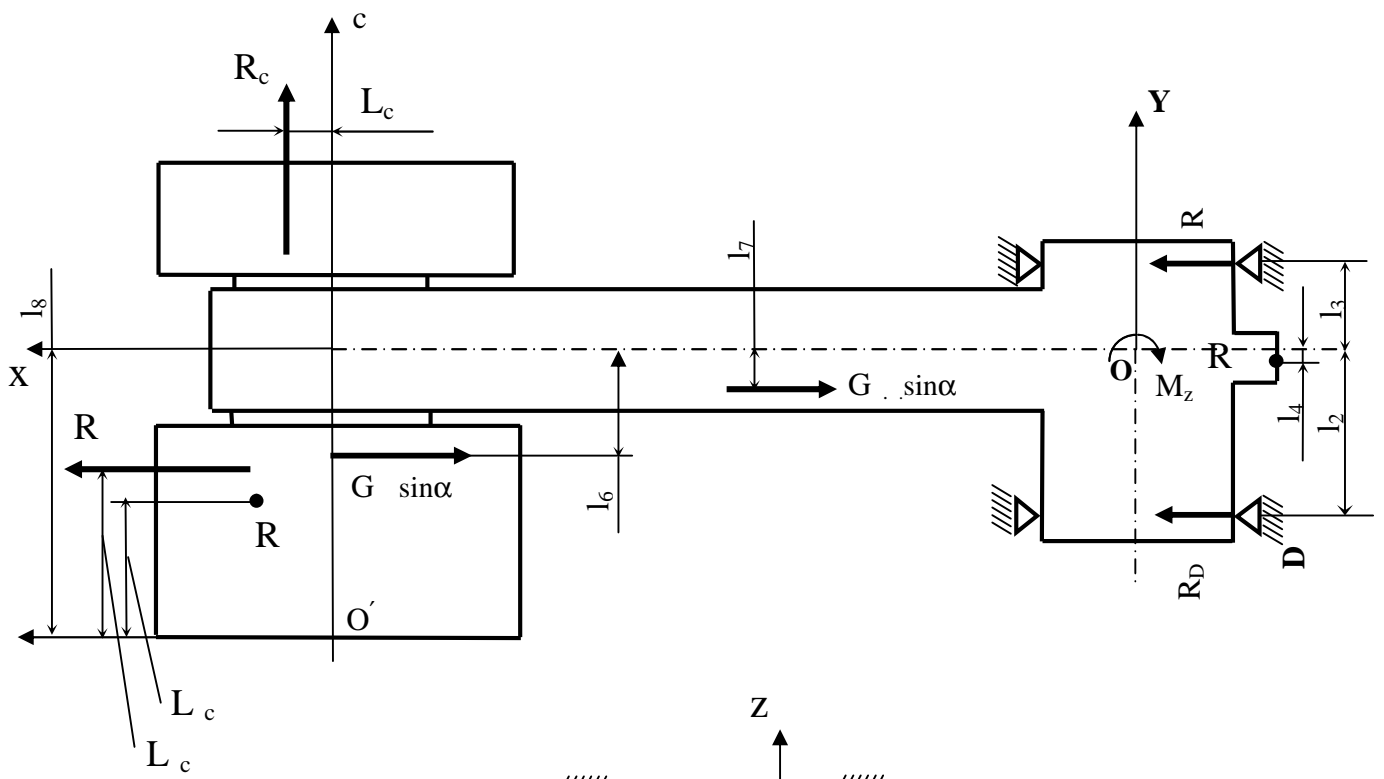 c
R_c
L_c
Y
R
l_7
l_3
l_8
X
O
M_z
R
G . . sinα
l_4
l_2
R
G sinα
l_6
R
D
R_D
O´
L_c
L_c
z